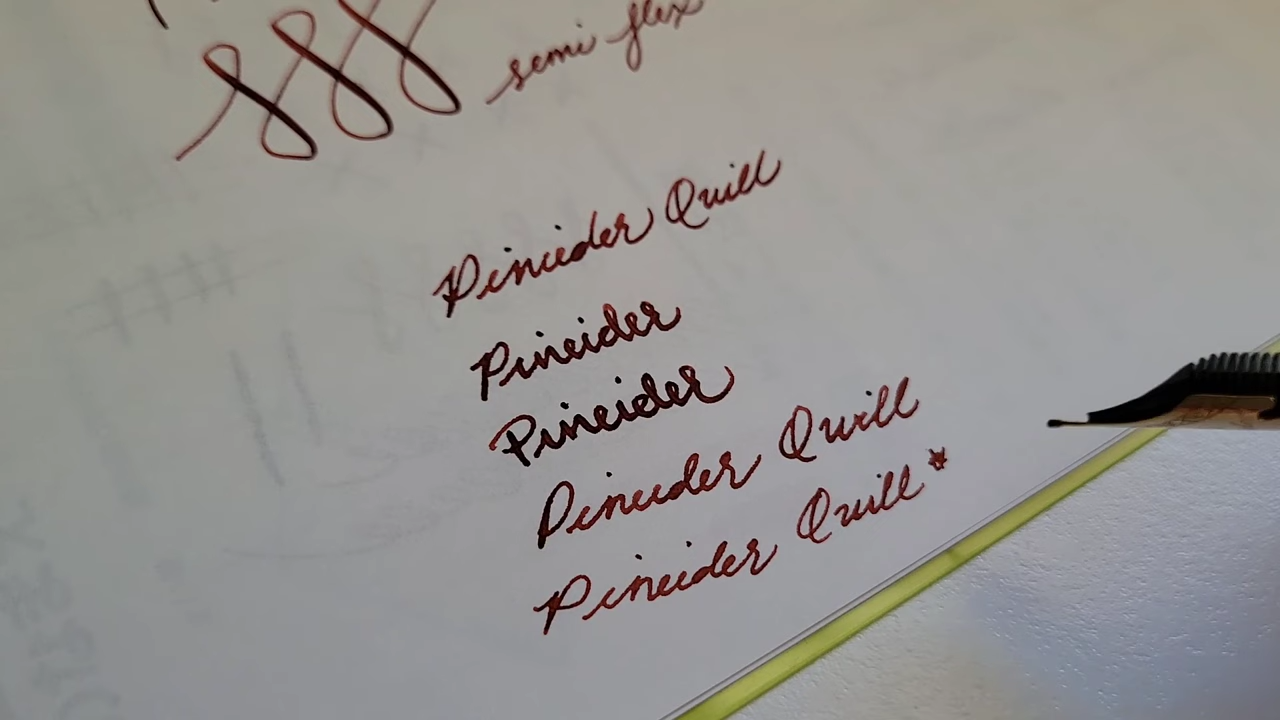 semi flex
Pineider Quill
Pineider
Pineider
Pineider Quill
Pineider Quill *